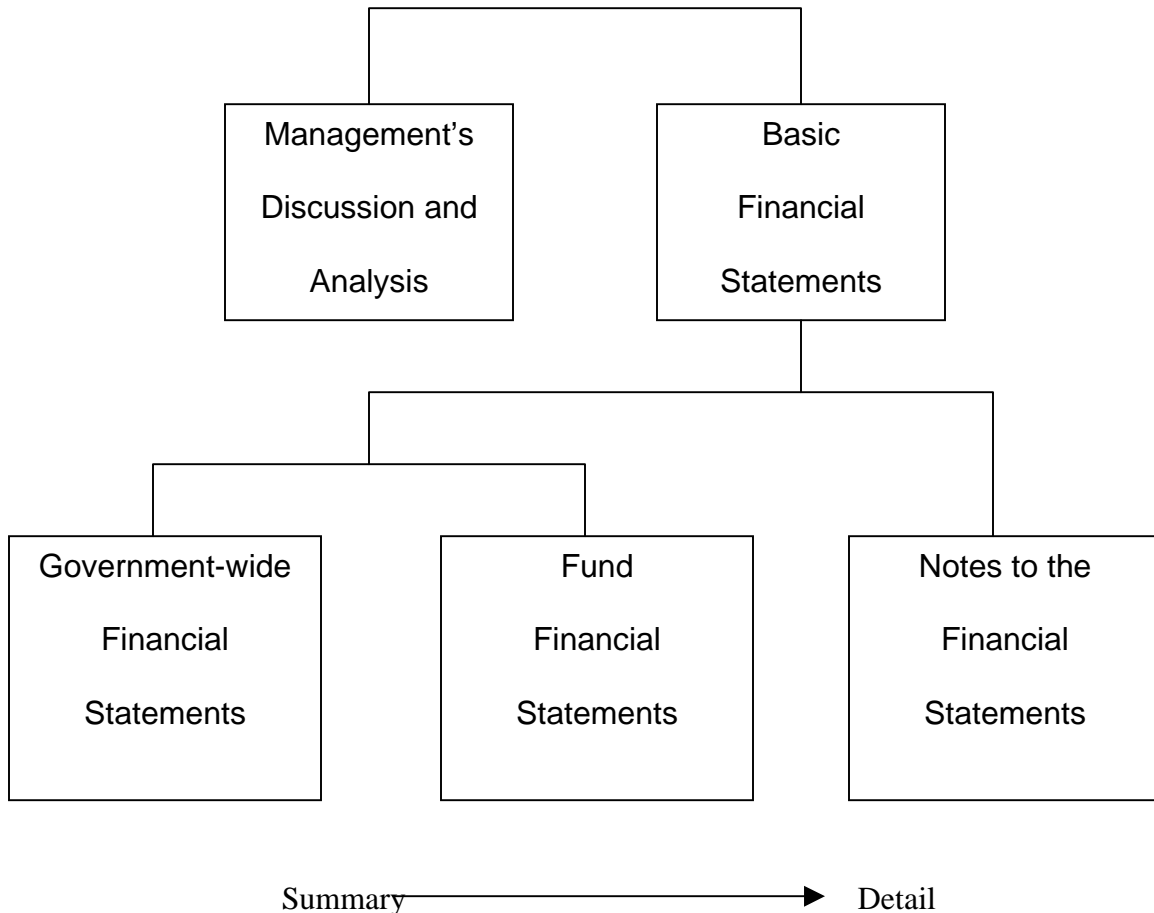 Management’s
Discussion and
Analysis
Basic
Financial
Statements
Government-wide
Financial
Statements
Fund
Financial
Statements
Notes to the
Financial
Statements
Summary
Detail